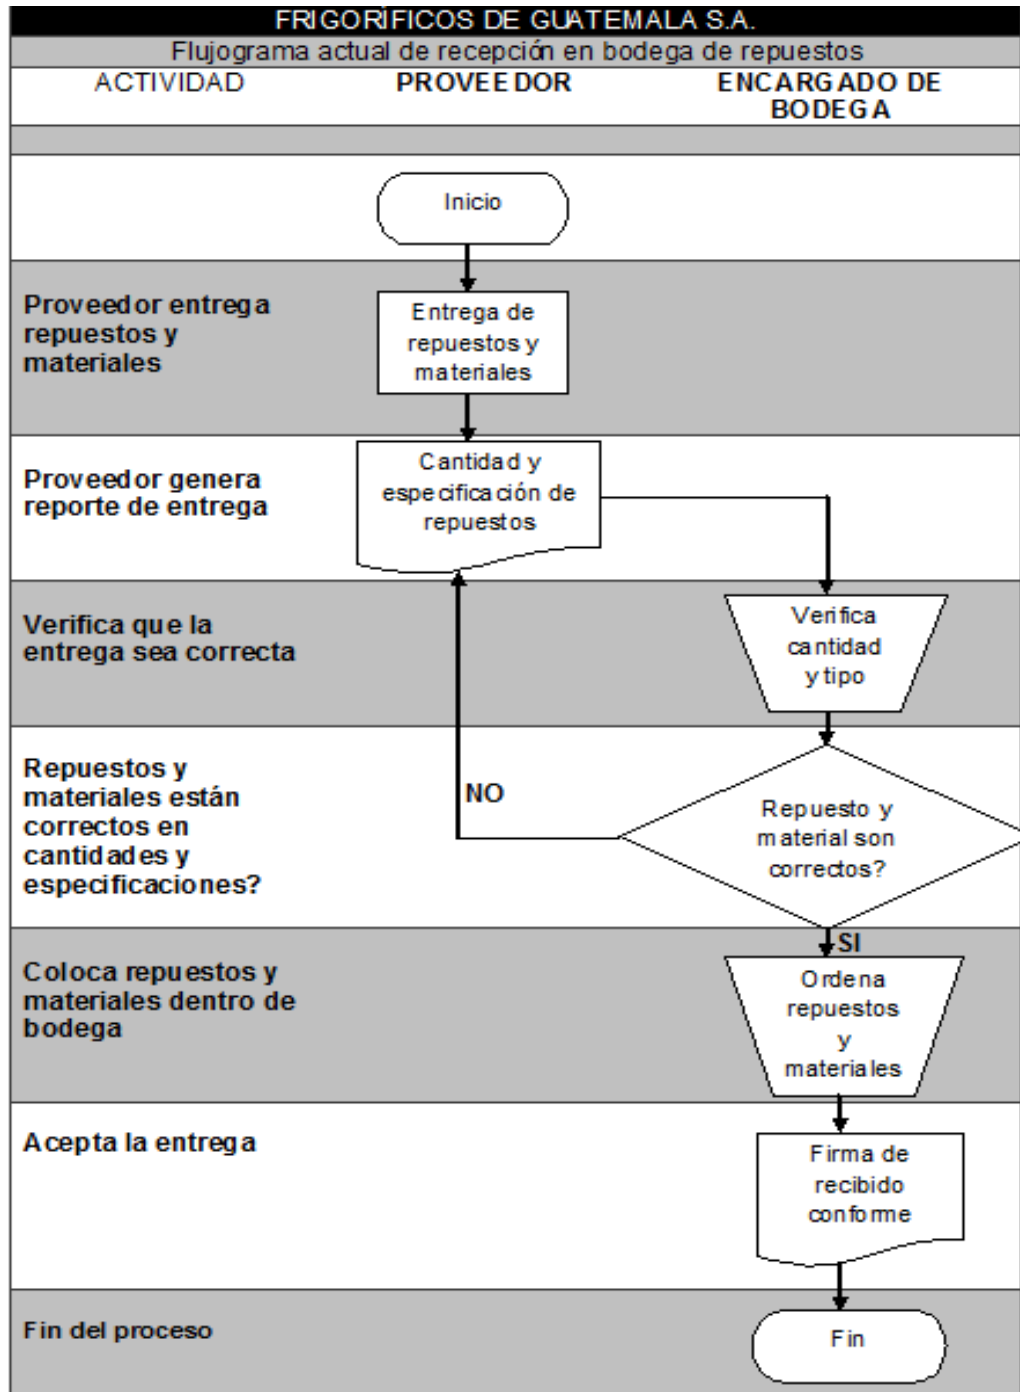 FRIGORÍFICOS DE GUATEMALA S.A.
Flujograma actual de recepción en bodega de repuestos
ACTIVIDAD
PROVEEDOR
ENCARGADO DE
BODEGA
Inicio
Proveedor entrega
repuestos y
materiales
Entrega de
repuestos y
materiales
Proveedor genera
reporte de entrega
Cantidad y
especificación de
repuestos
Verifica que la
entrega sea correcta
Verifica
cantidad
y tipo
Repuestos y
materiales están
correctos en
cantidades y
especificaciones?
NO
Repuesto y
material son
correctos?
SI
Coloca repuestos y
materiales dentro de
bodega
Ordena
repuestos
y
materiales
Acepta la entrega
Firma de
recibido
conforme
Fin del proceso
Fin